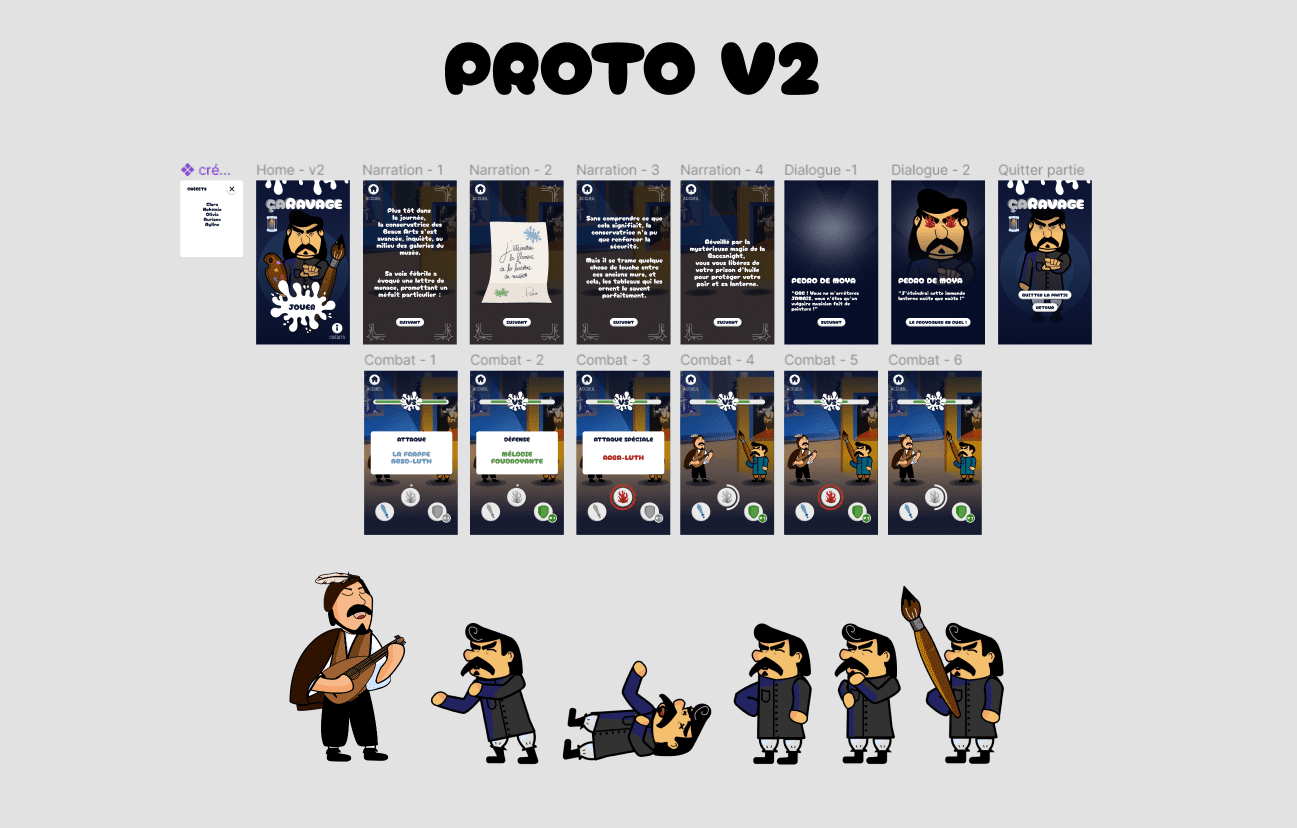 PROTO V2
cré...
Home - v2
Narration - 1
Narration - 2
Narration - 3
Narration - 4
Dialogue -1
Dialogue - 2
Quitter partie
CRÉDITS
Clara
Olivia
çaRAVAGE
JOUER
CRÉDITS
ACCUEIL
Plus tôt dans
la journée,
la conservatrice des
Beaux Arts s'est
avancée, inquiète, au
milieu des galeries du
musée.
Sa voix fébrile a
évoqué une lettre de
menace, promettant un
méfait particulier :
SUIVANT
ACCUEIL
J'éteindrai
la flamme
de la
SUIVANT
ACCUEIL
Sans comprendre ce que
cela signifiait, la
conservatrice n'a pu
que renforcer la
sécurité.
Mais il se trame quelque
chose de louche entre
ces anciens murs, et
cela, les tableaux qui les
ornent le savent
parfaitement.
SUIVANT
ACCUEIL
Réveillé par la
mystérieuse magie de la
vous vous libérez de
votre prison d'huile
pour protéger votre
pair et sa lanterne.
SUIVANT
PEDRO DE MOYA
"GRR ! Vous ne m'arrêterez
JAMAIS, vous n'êtes qu'un
vulgaire musicien fait de
peinture !"
SUIVANT
PEDRO DE MOYA
"J'éteindrai cette immonde
lanterne coûte que coûte !"
LE PROVOQUER EN DUEL !
çaRAVAGE
QUITTER LA PARTIE
RETOUR
Combat - 1
Combat - 2
Combat - 3
Combat - 4
Combat - 5
Combat - 6
ACCUEIL
VS
ATTAQUE
LA FRAPPE
ABSO-LUTH
ACCUEIL
VS
DÉFENSE
MÉLODIE
FOUDROYANTE
ACCUEIL
VS
ATTAQUE SPÉCIALE
ABRA-LUTH
ACCUEIL
VS
ACCUEIL
VS
ACCUEIL
VS